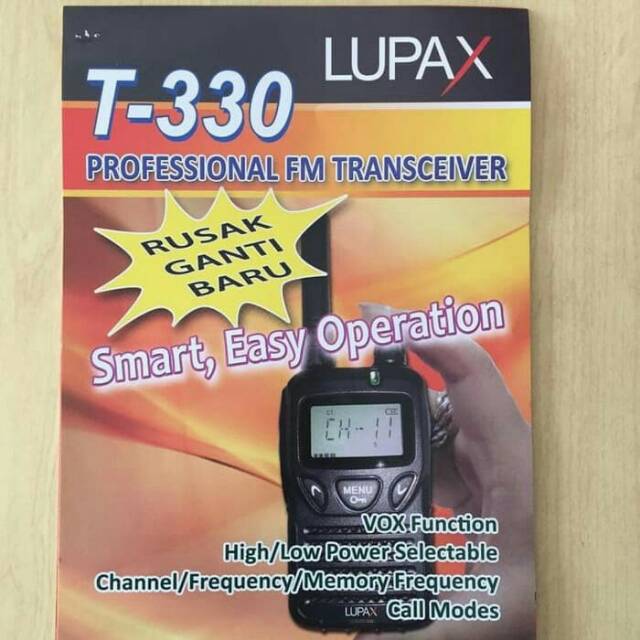 LUPAX
T-330
PROFESSIONAL FM TRANSCEIVER
RUSAK
GANTI
BARU
Smart, Easy Operation
CH-11
MENU
VOX Function
High/Low Power Selectable
Channel/Frequency/Memory Frequency
Call Modes
LUPAX